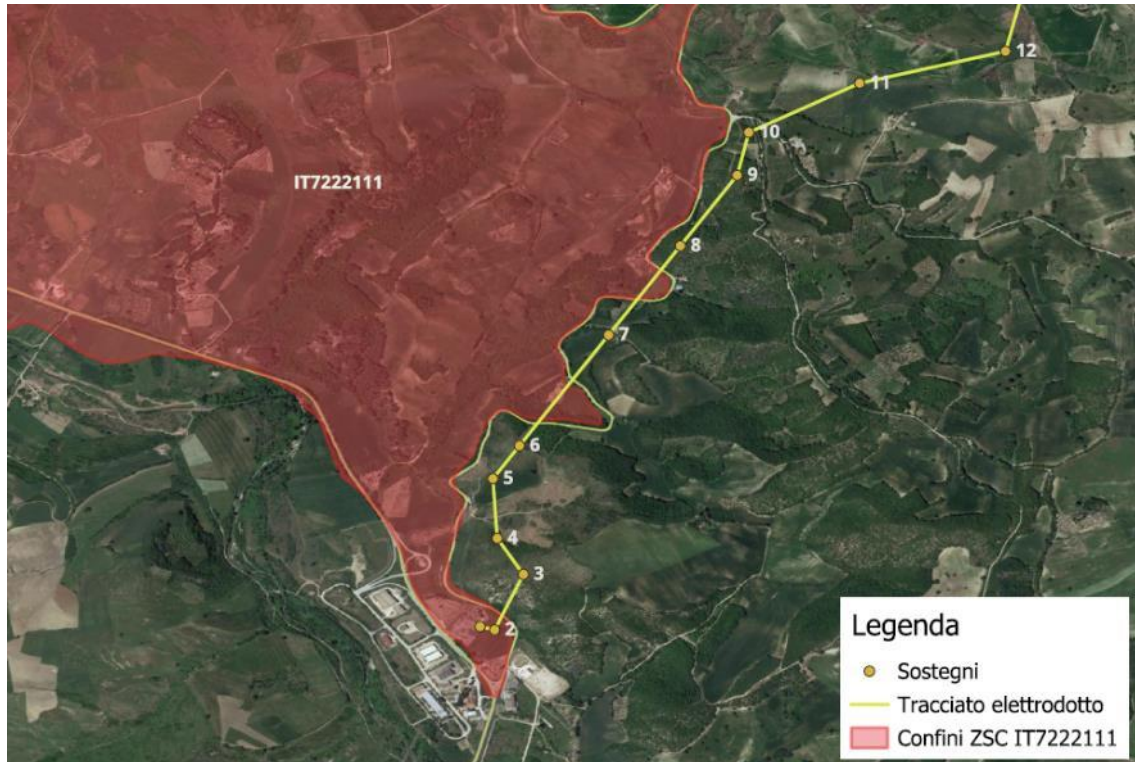 12
11
10
9
IT7222111
8
7
6
5
4
3
2
Legenda
Sostegni
Tracciato elettrodotto
Confini ZSC IT7222111